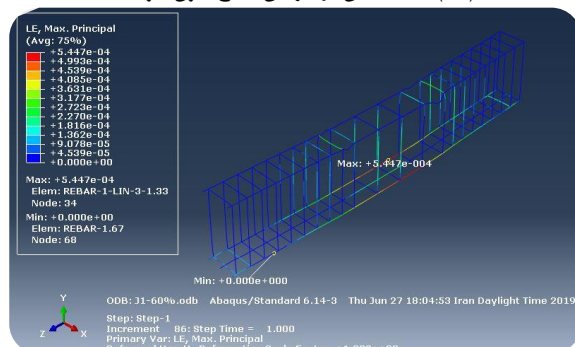 LE, Max. Principal
(Avg: 75%)
+5.447e-04
+4.993e-04
+4.539e-04
+4.085e-04
+3.631e-04
+3.177e-04
+2.723e-04
+2.270e-04
+1.816e-04
+1.362e-04
+9.078e-05
+4.539e-05
+0.000e+00
Max: +5.447e-04
Elem: REBAR-1-LIN-3-1.33
Node: 34
Min: +0.000e+00
Elem: REBAR-1.67
Node: 68
Max: +5.447e-004
Min: +0.000e+000
Y
Z
X
ODB: J1-60%.odb Abaqus/Standard 6.14-3 Thu Jun 27 18:04:53 Iran Daylight Time 2019
Step: Step-1
Increment 86: Step Time = 1.000
Primary Var: LE, Max. Principal